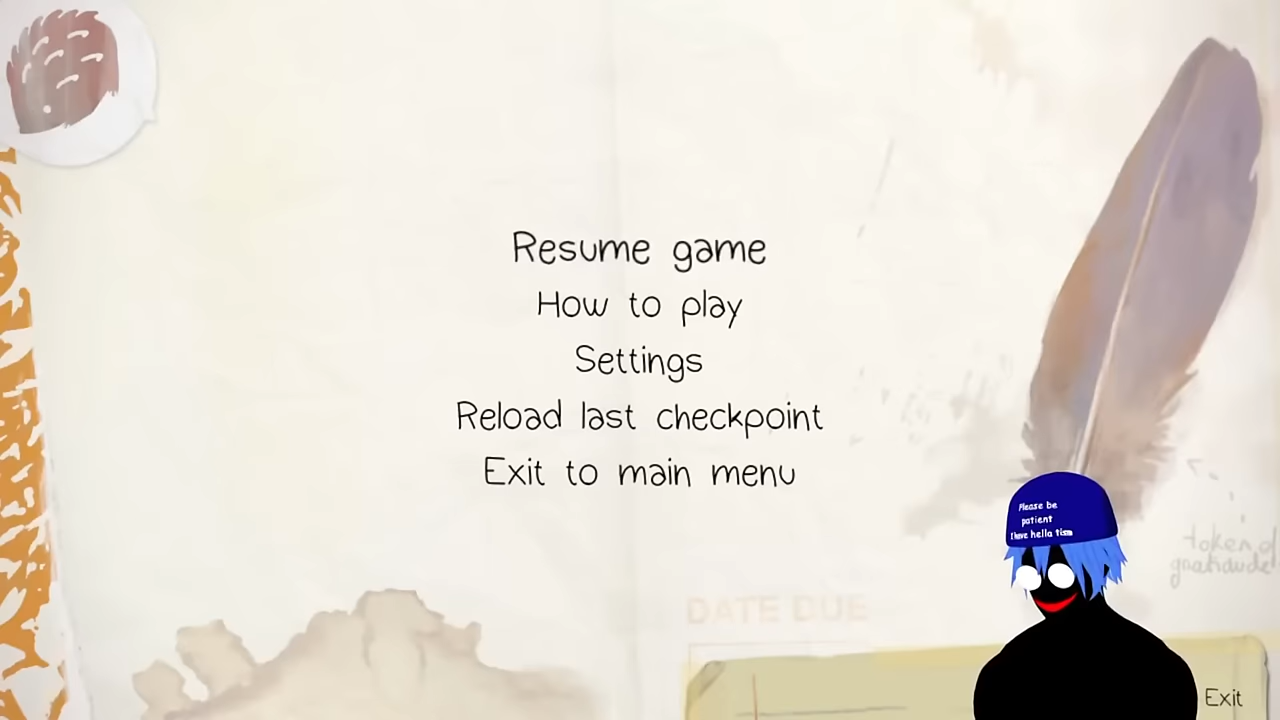 Resume game
How to play
Settings
Reload last checkpoint
Exit to main menu
Please be
patient
I have hella tism
token of
gratitude
DATE DUE
Exit